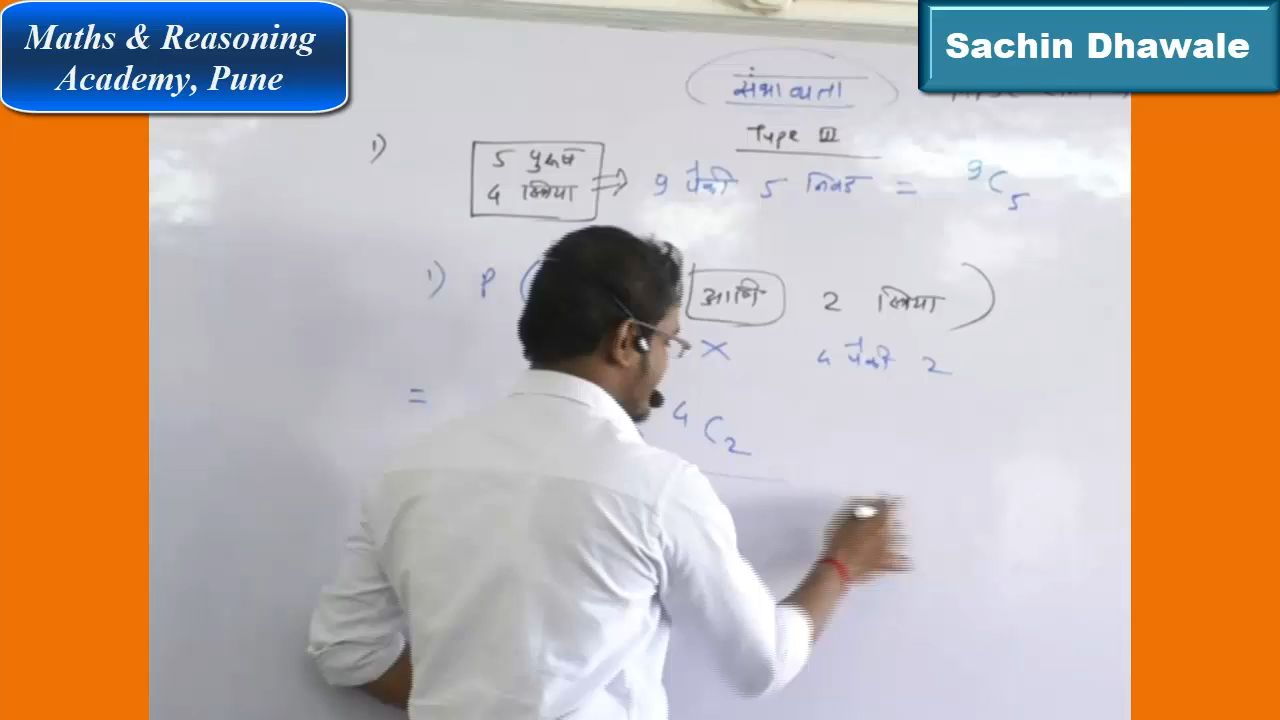 Maths & Reasoning
Academy, Pune
Sachin Dhawale
संभाव्यता
Type III
1) 5 पुरुष
4 स्त्रिया ⇒ 9 पैकी 5 निवड = ⁹C₅
1) P ( आणि 2 स्त्रिया )
× 4 पैकी 2
= ⁴C₂